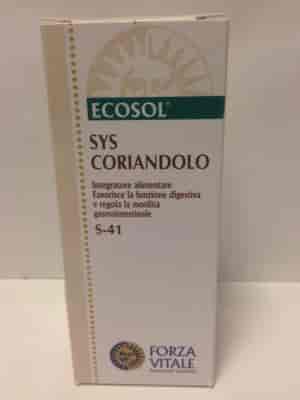 ECOSOL®
SYS
CORIANDOLO
Integratore alimentare
Favorisce la funzione digestiva
e regola la motilità
gastrointestinale
S-41
FORZA
VITALE